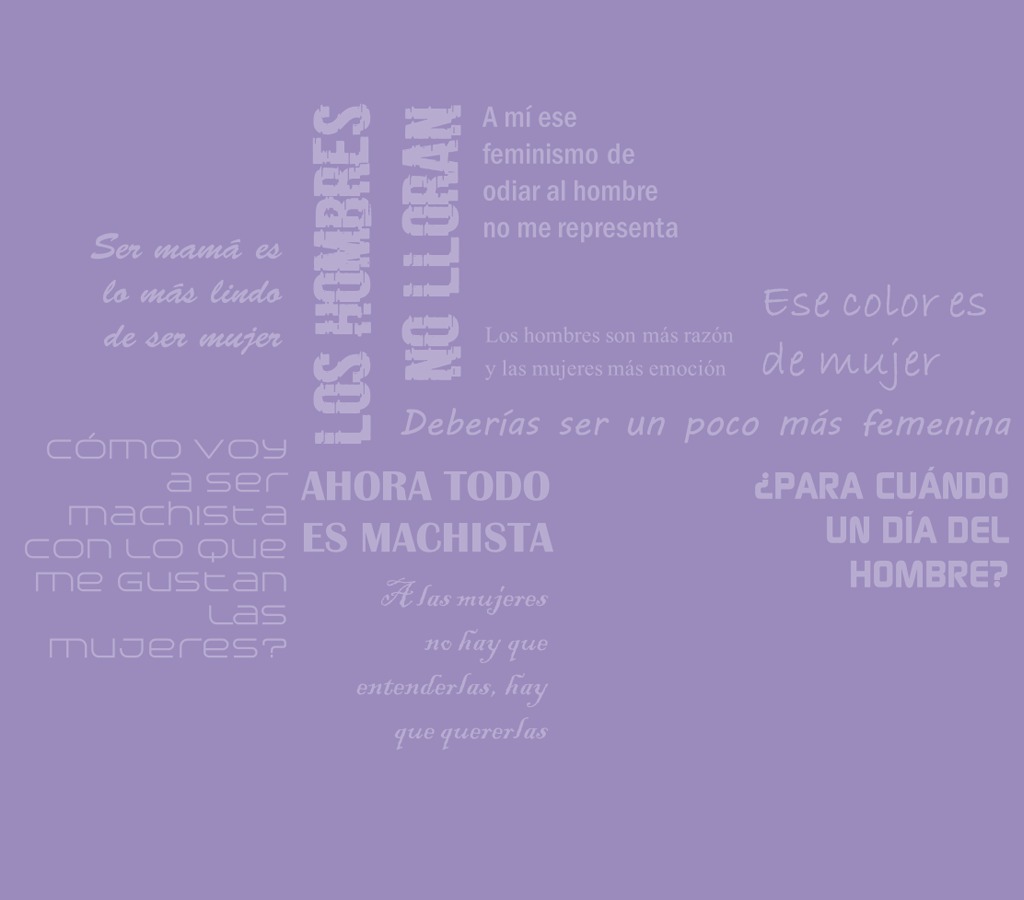 LOS HOMBRES
NO LLORAN
A mí ese
feminismo de
odiar al hombre
no me representa
Ser mamá es
lo más lindo
de ser mujer
Los hombres son más razón
y las mujeres más emoción
Ese color es
de mujer
Deberías ser un poco más femenina
cómo voy
a ser
machista
con lo que
me gustan
las
mujeres?
AHORA TODO
ES MACHISTA
¿PARA CUÁNDO
UN DÍA DEL
HOMBRE?
A las mujeres
no hay que
entenderlas, hay
que quererlas